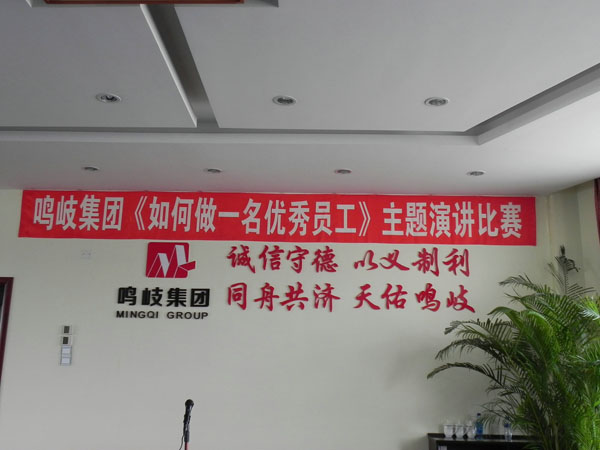 鸣岐集团《如何做一名优秀员工》主题演讲比赛
诚信守德 以义制利
同舟共济 天佑鸣岐
鸣岐集团
MINGQI GROUP